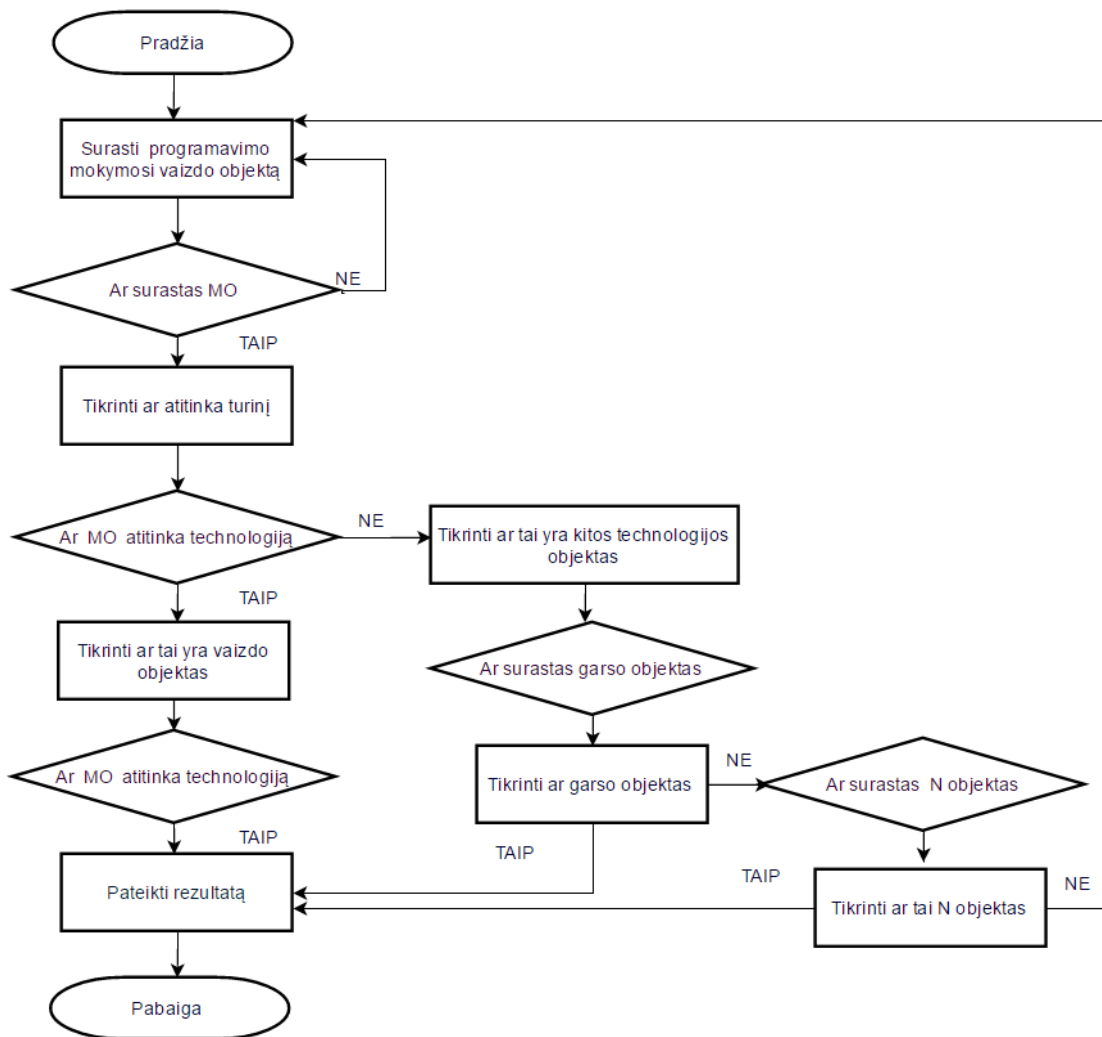 Pradžia
Surasti programavimo
mokymosi vaizdo objektą
Ar surastas MO
NE
TAIP
Tikrinti ar atitinka turinį
Ar MO atitinka technologiją
NE
Tikrinti ar tai yra kitos technologijos
objektas
TAIP
Tikrinti ar tai yra vaizdo
objektas
Ar surastas garso objektas
Ar MO atitinka technologiją
Tikrinti ar garso objektas
NE
Ar surastas N objektas
TAIP
TAIP
Pateikti rezultatą
TAIP
NE
Tikrinti ar tai N objektas
Pabaiga